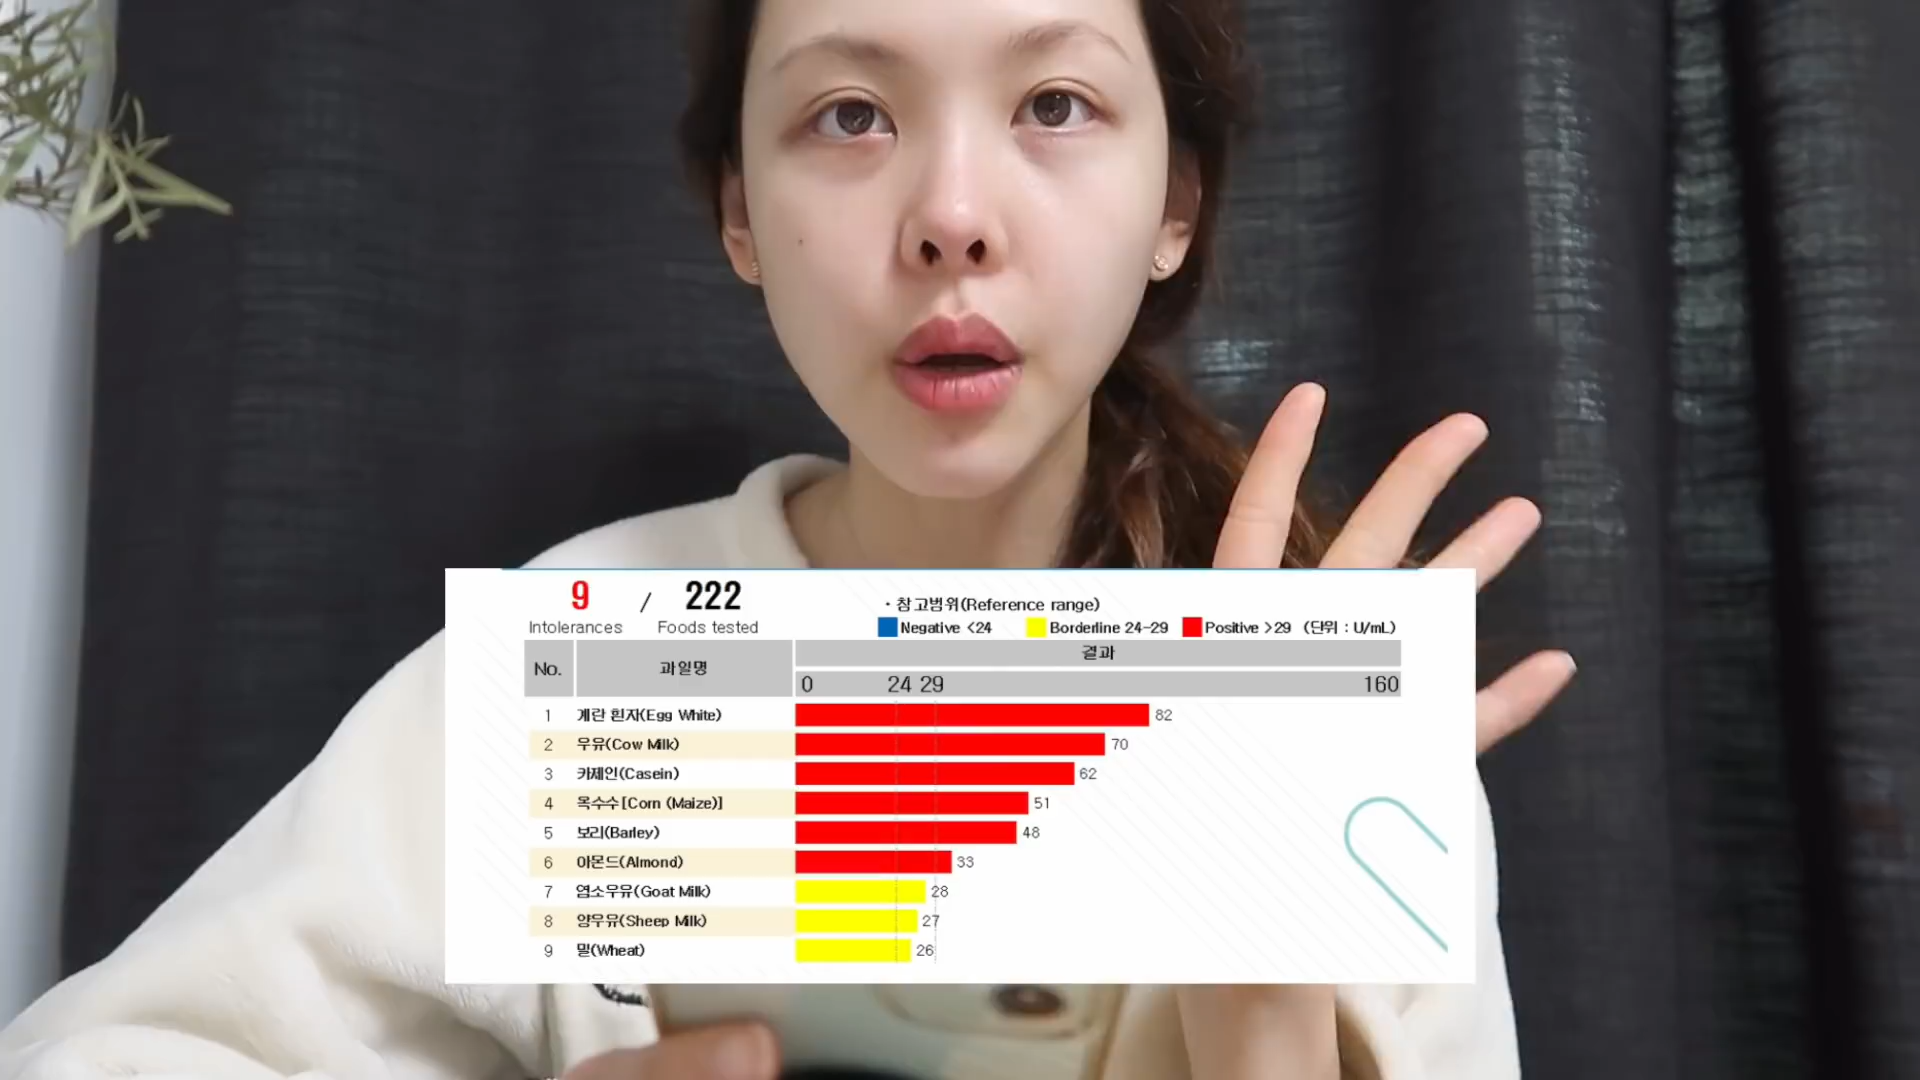 9 / 222
Intolerances Foods tested
· 참고범위(Reference range)
Negative <24 Borderline 24-29 Positive >29 (단위 : U/mL)
No. 과일명 결과
0 24 29 160
1 계란 흰자(Egg White) 82
2 우유(Cow Milk) 70
3 카제인(Casein) 62
4 옥수수[Corn (Maize)] 51
5 보리(Barley) 48
6 아몬드(Almond) 33
7 염소우유(Goat Milk) 28
8 양우유(Sheep Milk) 27
9 밀(Wheat) 26